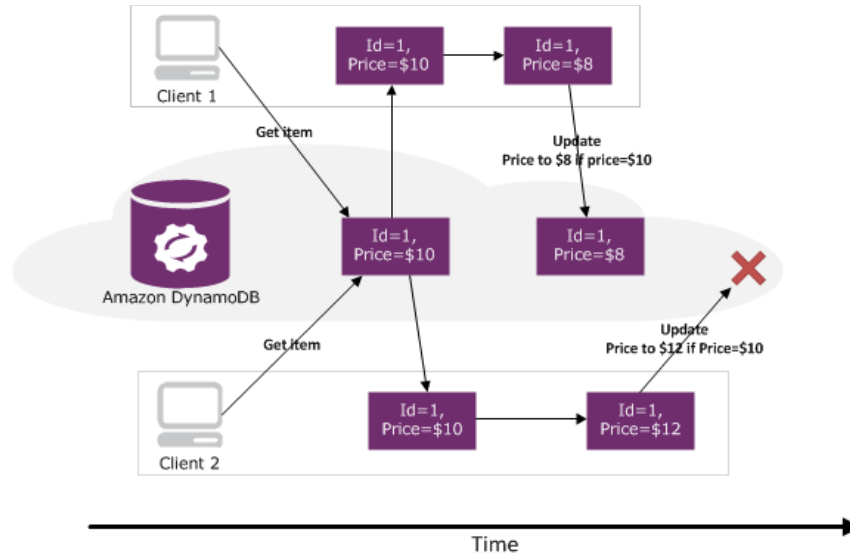 Id=1,
Price=$10
Id=1,
Price=$8
Client 1
Get item
Update
Price to $8 if price=$10
Id=1,
Price=$10
Id=1,
Price=$8
Amazon DynamoDB
Get item
Update
Price to $12 if Price=$10
Id=1,
Price=$10
Id=1,
Price=$12
Client 2
Time